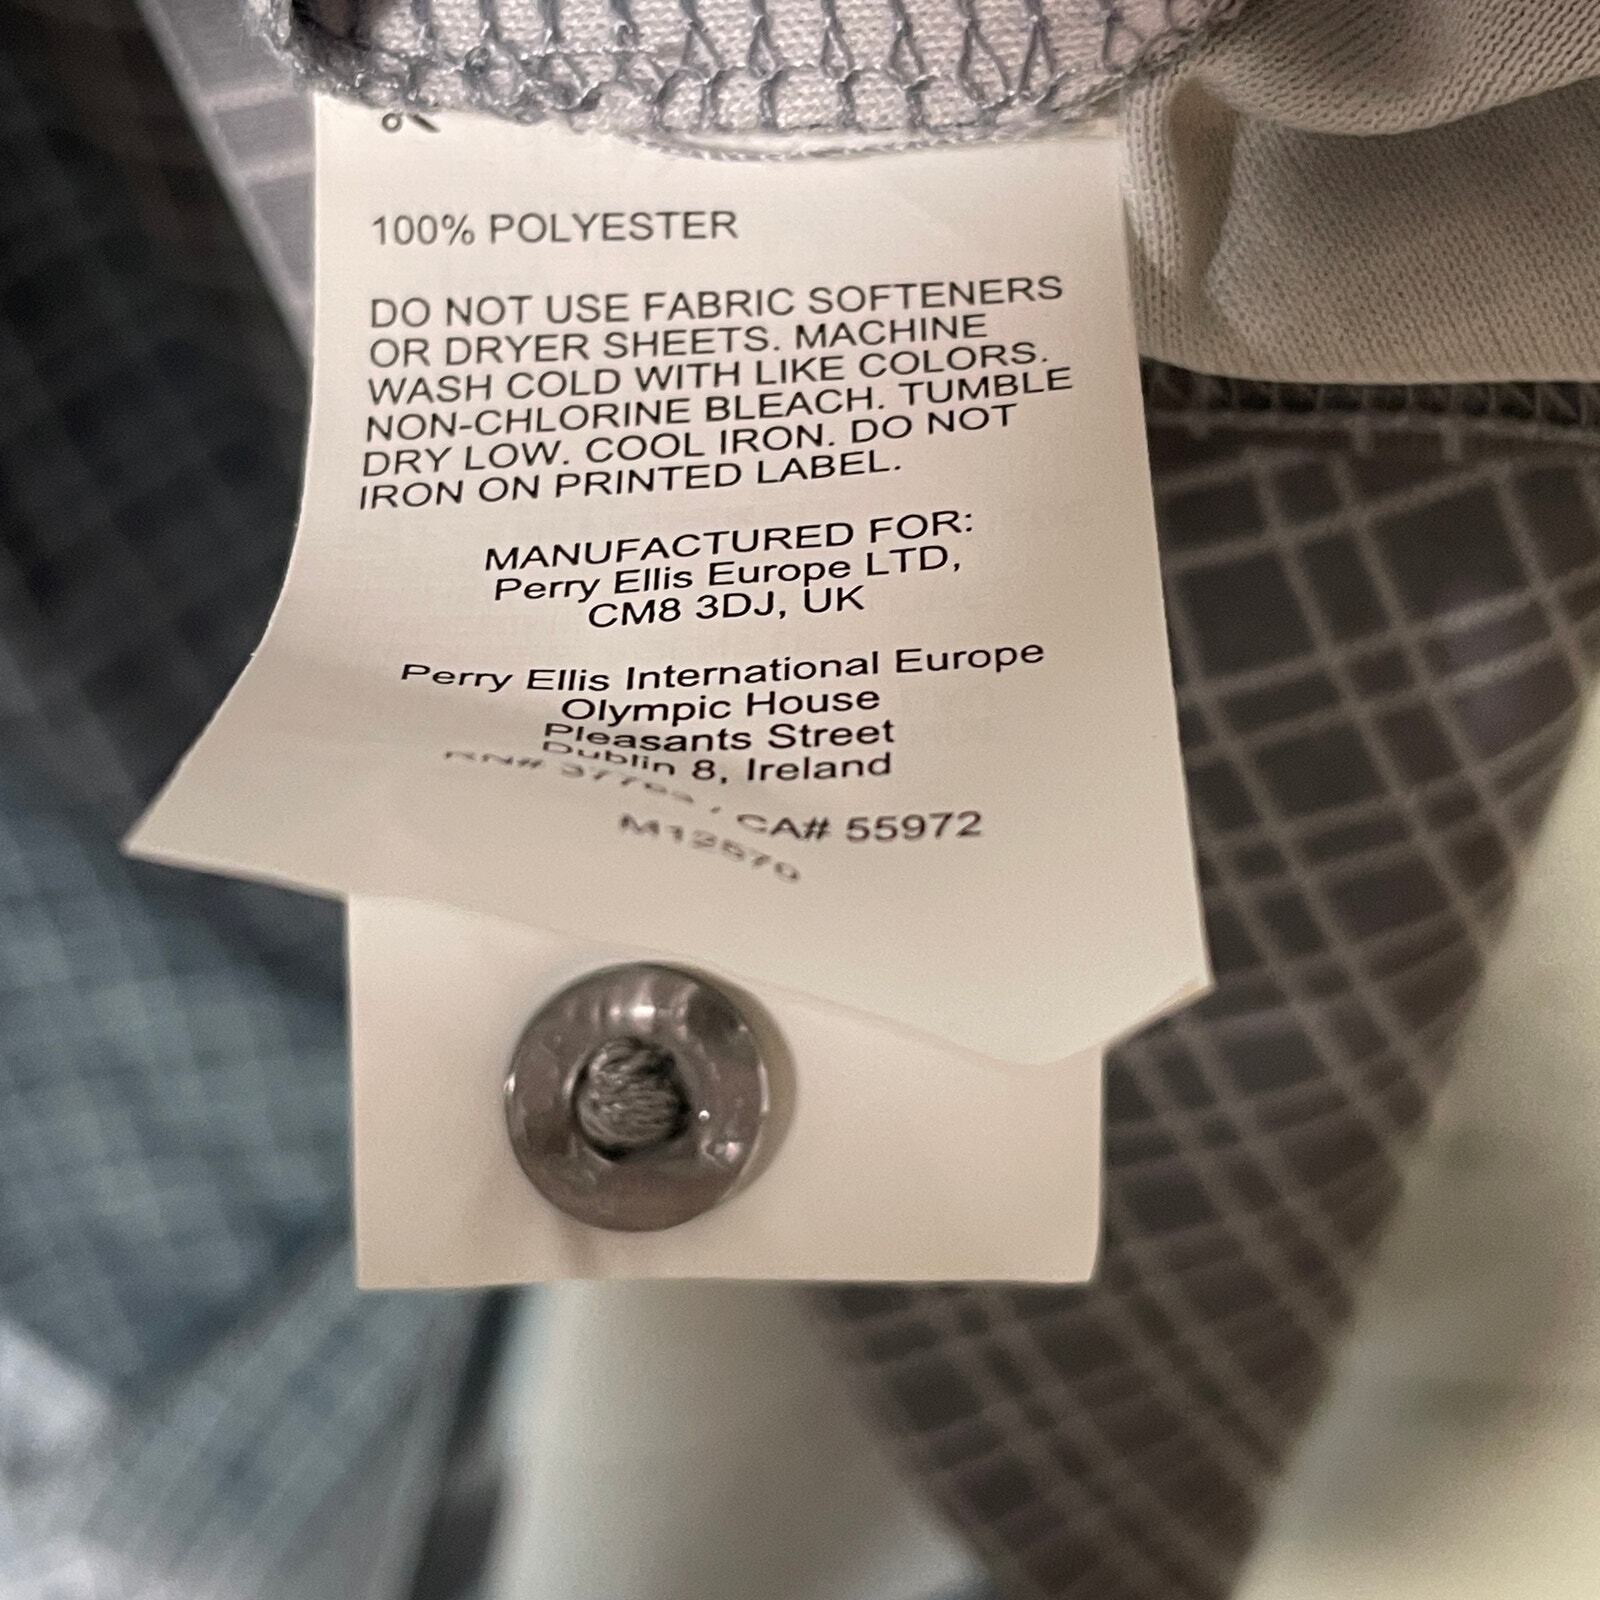 100% POLYESTER
DO NOT USE FABRIC SOFTENERS
OR DRYER SHEETS. MACHINE
WASH COLD WITH LIKE COLORS.
NON-CHLORINE BLEACH. TUMBLE
DRY LOW. COOL IRON. DO NOT
IRON ON PRINTED LABEL.
MANUFACTURED FOR:
Perry Ellis Europe LTD,
CM8 3DJ, UK
Perry Ellis International Europe
Olympic House
Pleasants Street
Dublin 8, Ireland
RN# / CA# 55972
M12570